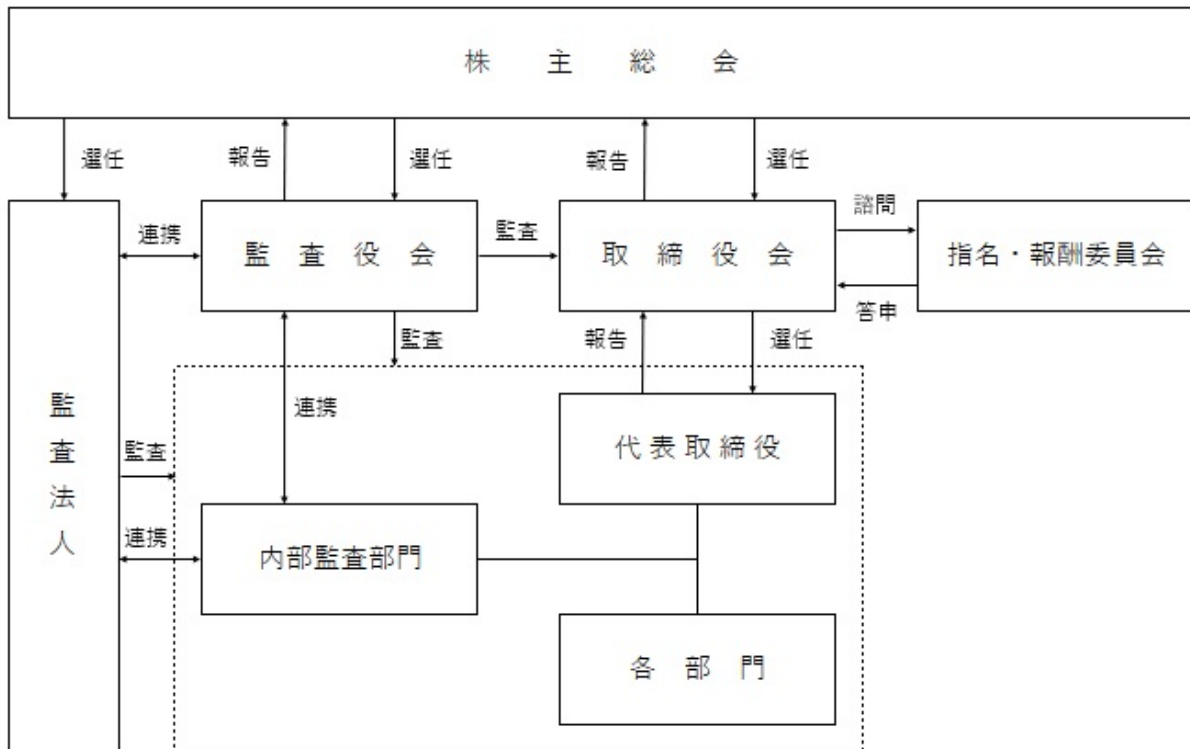 株主総会
選任
報告
選任
報告
選任
連携
監査役会
監査
取締役会
諮問
答申
指名・報酬委員会
監査
報告
選任
監査法人
連携
代表取締役
監査
連携
内部監査部門
各部門